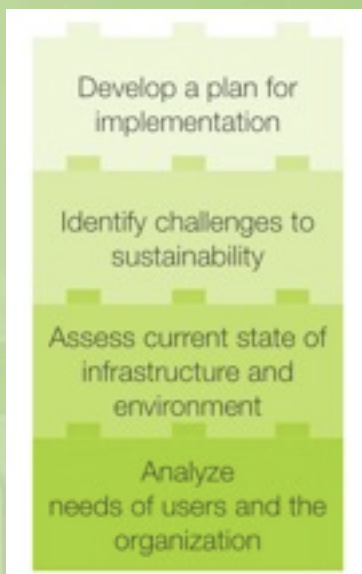 Develop a plan for
implementation
Identify challenges to
sustainability
Assess current state of
infrastructure and
environment
Analyze
needs of users and the
organization